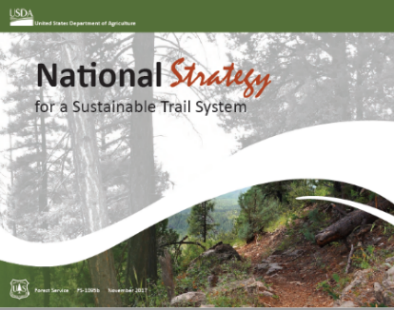 USDA
United States Department of Agriculture
National Strategy
for a Sustainable Trail System
Forest Service November 2017